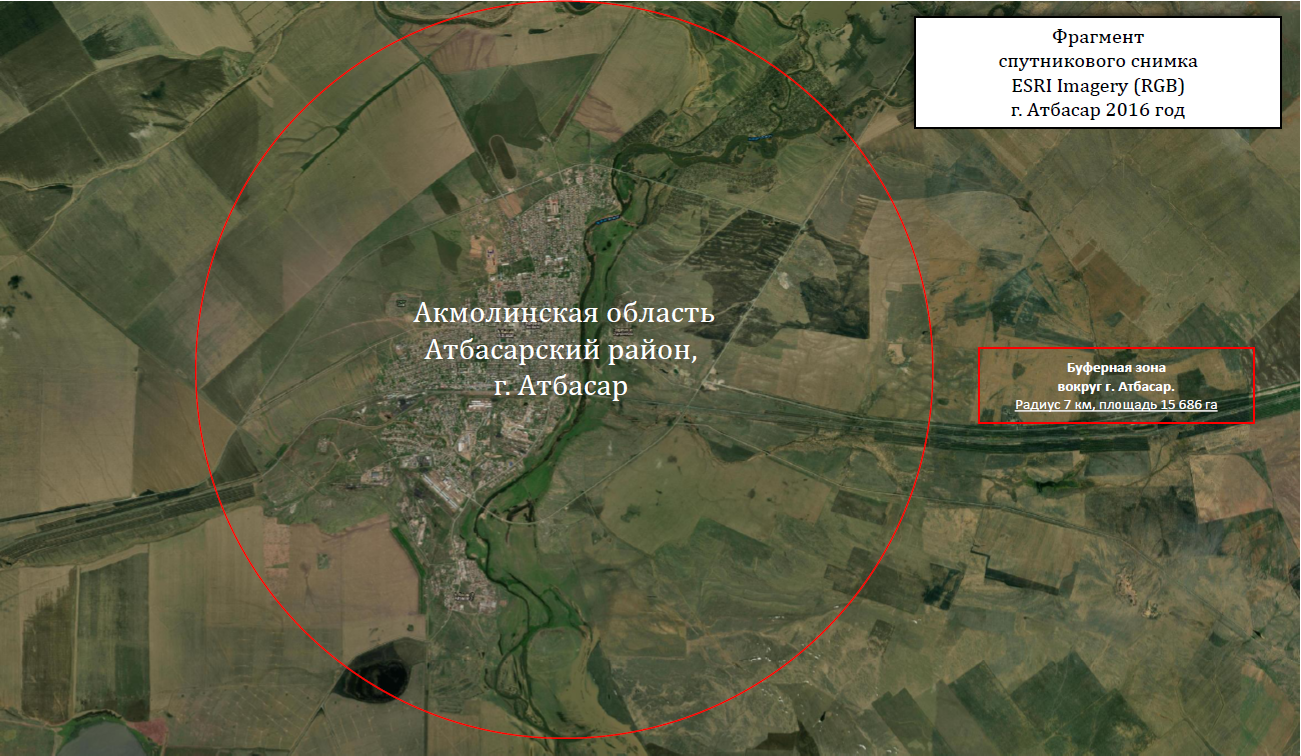 Фрагмент
спутникового снимка
ESRI Imagery (RGB)
г. Атбасар 2016 год
Акмолинская область
Атбасарский район,
г. Атбасар
Буферная зона
вокруг г. Атбасар.
Радиус 7 км, площадь 15 686 га